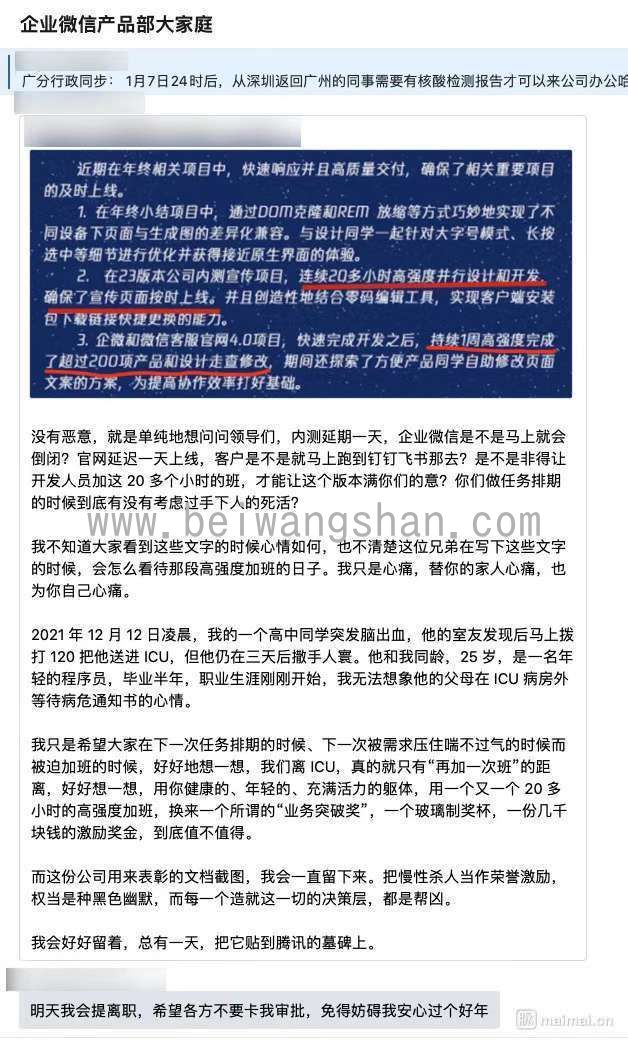 企业微信产品部大家庭
广分行政同步： 1月7日24时后，从深圳返回广州的同事需要有核酸检测报告才可以来公司办公哈
近期在年终相关项目中，快速响应并且高质量交付，确保了相关重要项目
的及时上线。
1. 在年终小结项目中，通过DOM克隆和REM 放缩等方式巧妙地实现了不
同设备下页面与生成图的差异化兼容。与设计同学一起针对大字号模式、长按
选中等细节进行优化并获得接近原生界面的体验。
2. 在23版本公司内测宣传项目，连续20多小时高强度并行设计和开发，
确保了宣传页面按时上线。并且创造性地结合零码编辑工具，实现客户端安装
包下载链接快捷更换的能力。
3. 企微和微信客服官网4.0项目，快速完成开发之后，持续1周高强度完成
了超过200项产品和设计走查修改，期间还探索了方便产品同学自助修改页面
文案的方案，为提高协作效率打好基础。
没有恶意，就是单纯地想问问领导们，内测延期一天，企业微信是不是马上就会
倒闭？官网延迟一天上线，客户是不是就马上跑到钉钉飞书那去？是不是非得让
开发人员加这 20 多个小时的班，才能让这个版本满你们的意？你们做任务排期
的时候到底有没有考虑过手下人的死活？
www.beiwangshan.com
我不知道大家看到这些文字的时候心情如何，也不清楚这位兄弟在写下这些文字
的时候，会怎么看待那段高强度加班的日子。我只是心痛，替你的家人心痛，也
为你自己心痛。
2021 年 12 月 12 日凌晨，我的一个高中同学突发脑出血，他的室友发现后马上拨
打 120 把他送进 ICU，但他仍在三天后撒手人寰。他和我同龄，25 岁，是一名年
轻的程序员，毕业半年，职业生涯刚刚开始，我无法想象他的父母在 ICU 病房外
等待病危通知书的心情。
我只是希望大家在下一次任务排期的时候、下一次被需求压住喘不过气的时候而
被迫加班的时候，好好地想一想，我们离 ICU，真的就只有“再加一次班”的距
离，好好想一想，用你健康的、年轻的、充满活力的躯体，用一个又一个 20 多
小时的高强度加班，换来一个所谓的“业务突破奖”，一个玻璃制奖杯，一份几千
块钱的激励奖金，到底值不值得。
而这份公司用来表彰的文档截图，我会一直留下来。把慢性杀人当作荣誉激励，
权当是种黑色幽默，而每一个造就这一切的决策层，都是帮凶。
我会好好留着，总有一天，把它贴到腾讯的墓碑上。
明天我会提离职，希望各方不要卡我审批，免得妨碍我安心过个好年
脉 maimai.cn